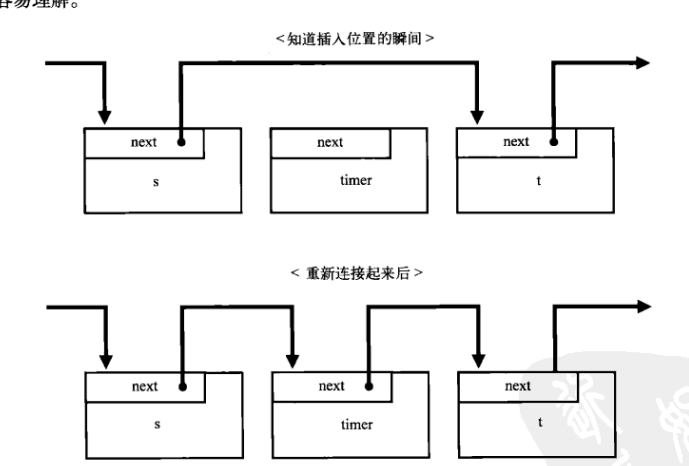 容易理解。
<知道插入位置的瞬间>
next next next
s timer t
< 重新连接起来后 >
next next next
s timer t